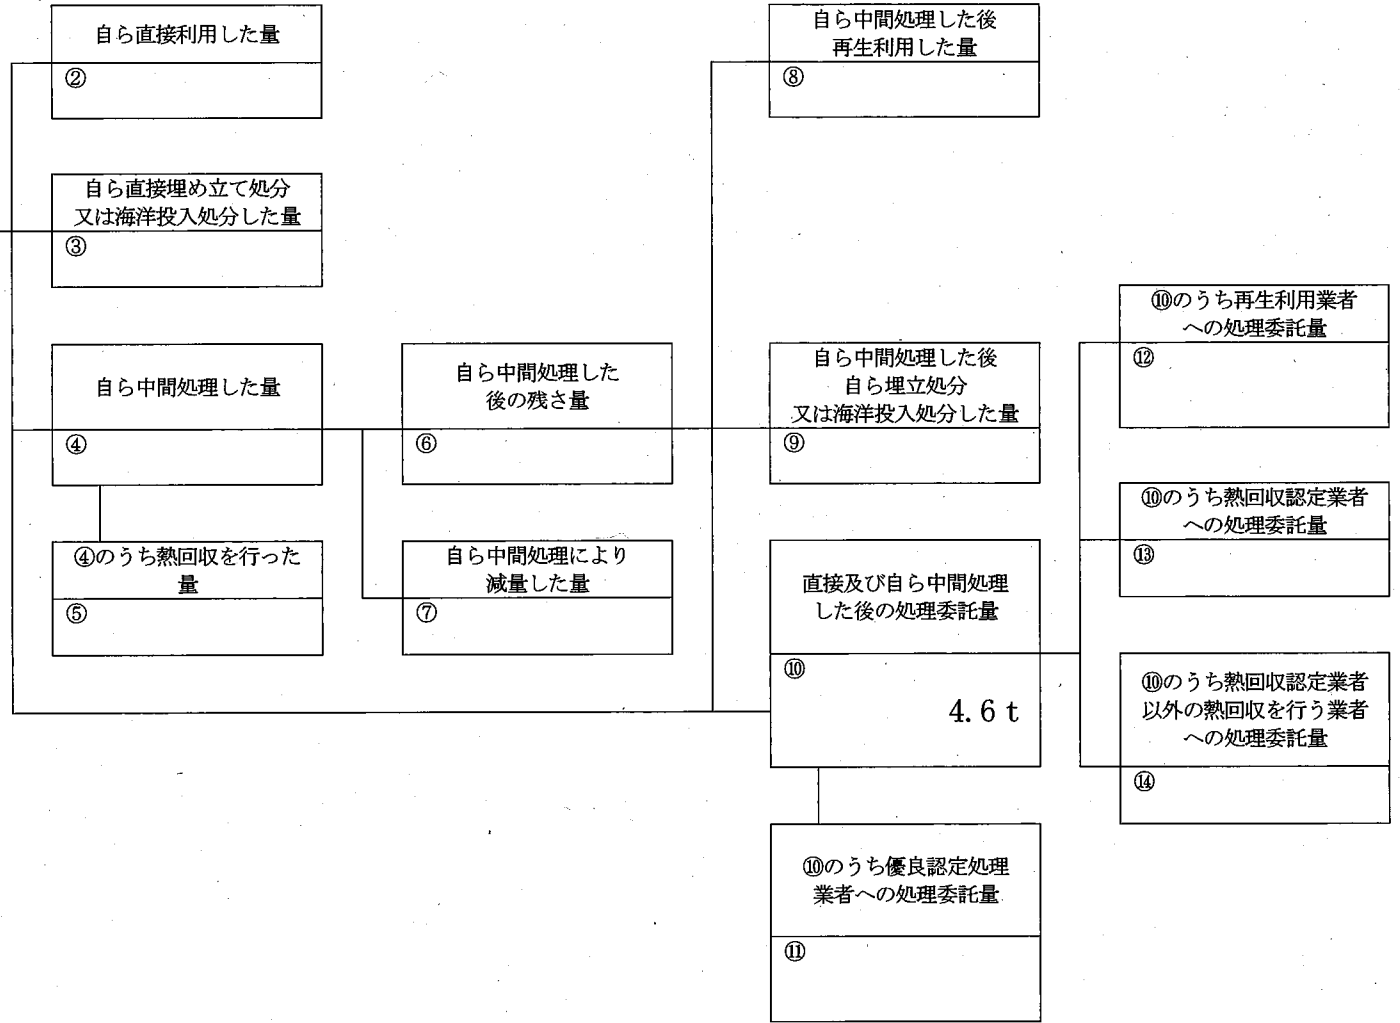 自ら直接利用した量
②
自ら直接埋め立て処分
又は海洋投入処分した量
③
自ら中間処理した量
④
④のうち熱回収を行った
量
⑤
自ら中間処理した
後の残さ量
⑥
自ら中間処理により
減量した量
⑦
自ら中間処理した後
再生利用した量
⑧
自ら中間処理した後
自ら埋立処分
又は海洋投入処分した量
⑨
直接及び自ら中間処理
した後の処理委託量
⑩
4.6 t
⑩のうち優良認定処理
業者への処理委託量
⑪
⑩のうち再生利用業者
への処理委託量
⑫
⑩のうち熱回収認定業者
への処理委託量
⑬
⑩のうち熱回収認定業者
以外の熱回収を行う業者
への処理委託量
⑭